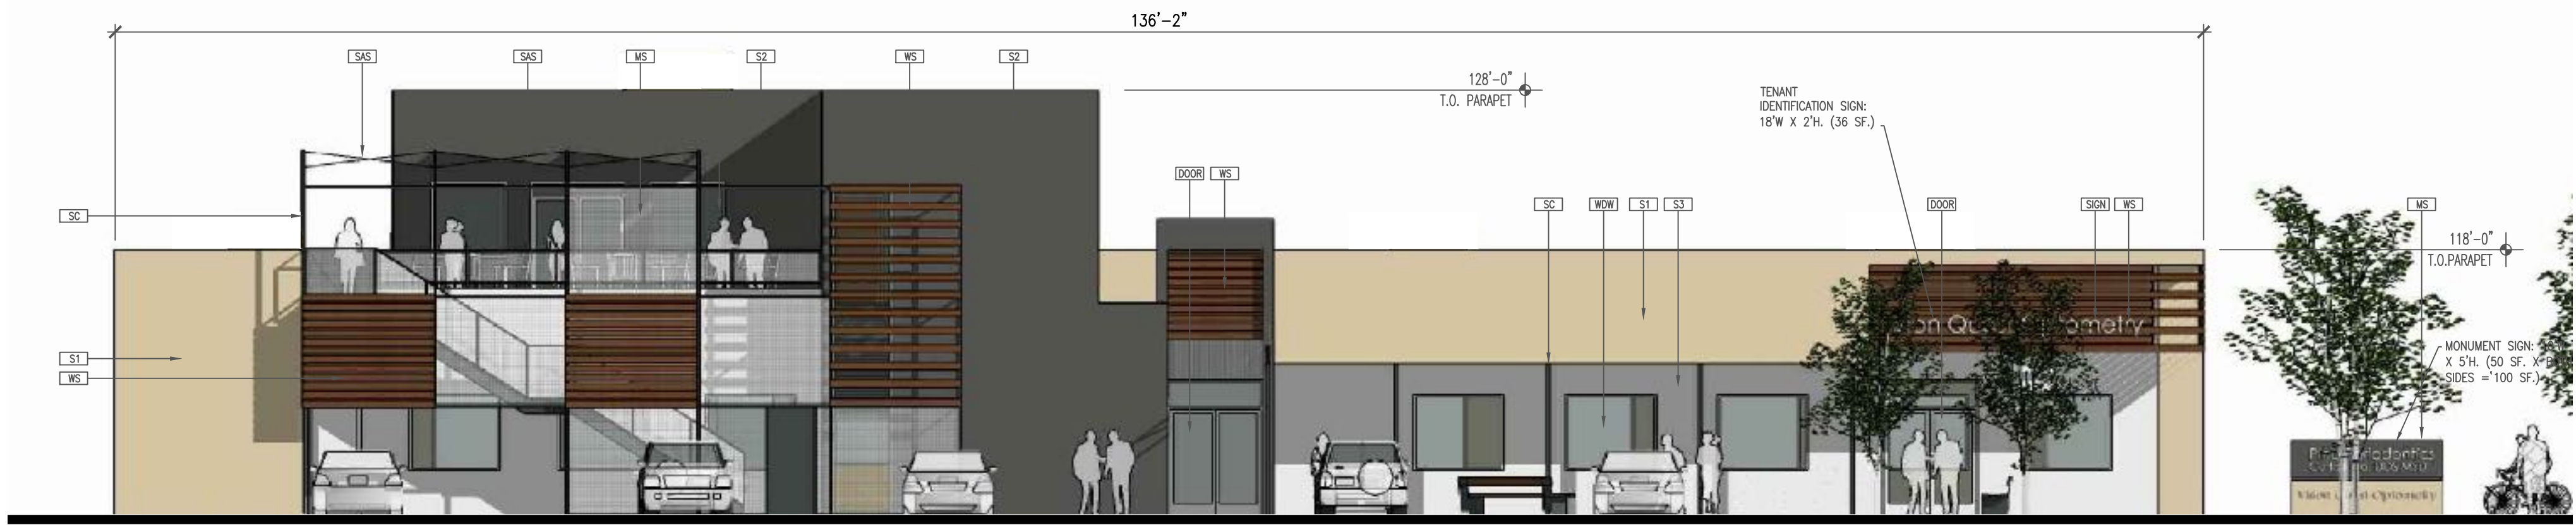 136'-2"
SAS
SAS
MS
S2
WS
S2
128'-0"
T.O. PARAPET
TENANT
IDENTIFICATION SIGN:
18'W X 2'H. (36 SF.)
DOOR
WS
SC
SC
WDW
S1
S3
DOOR
SIGN
WS
MS
118'-0"
T.O.PARAPET
S1
WS
MONUMENT SIGN:
X 5'H. (50 SF. X
SIDES ='100 SF.)